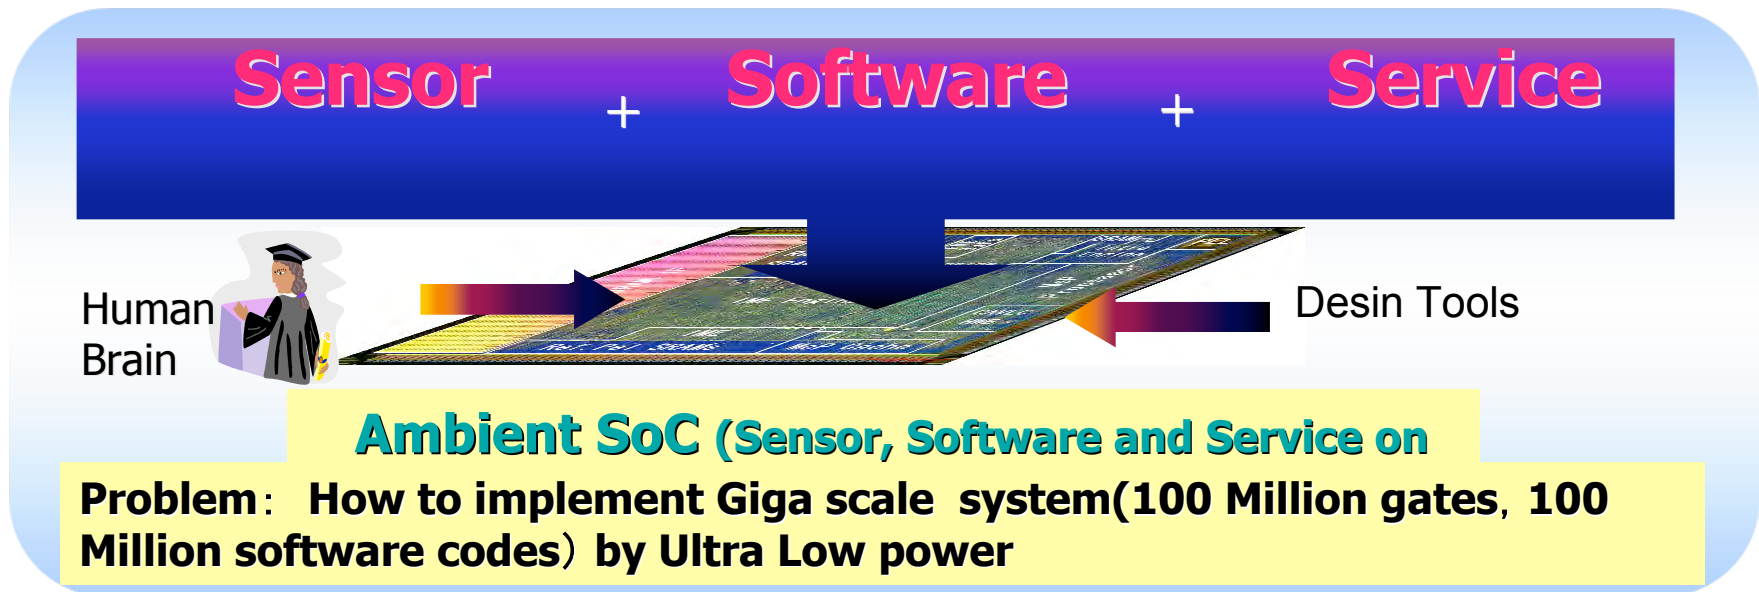 Sensor + Software + Service
Human
Brain
Desin Tools
Ambient SoC (Sensor, Software and Service on
Problem： How to implement Giga scale system(100 Million gates, 100
Million software codes）by Ultra Low power